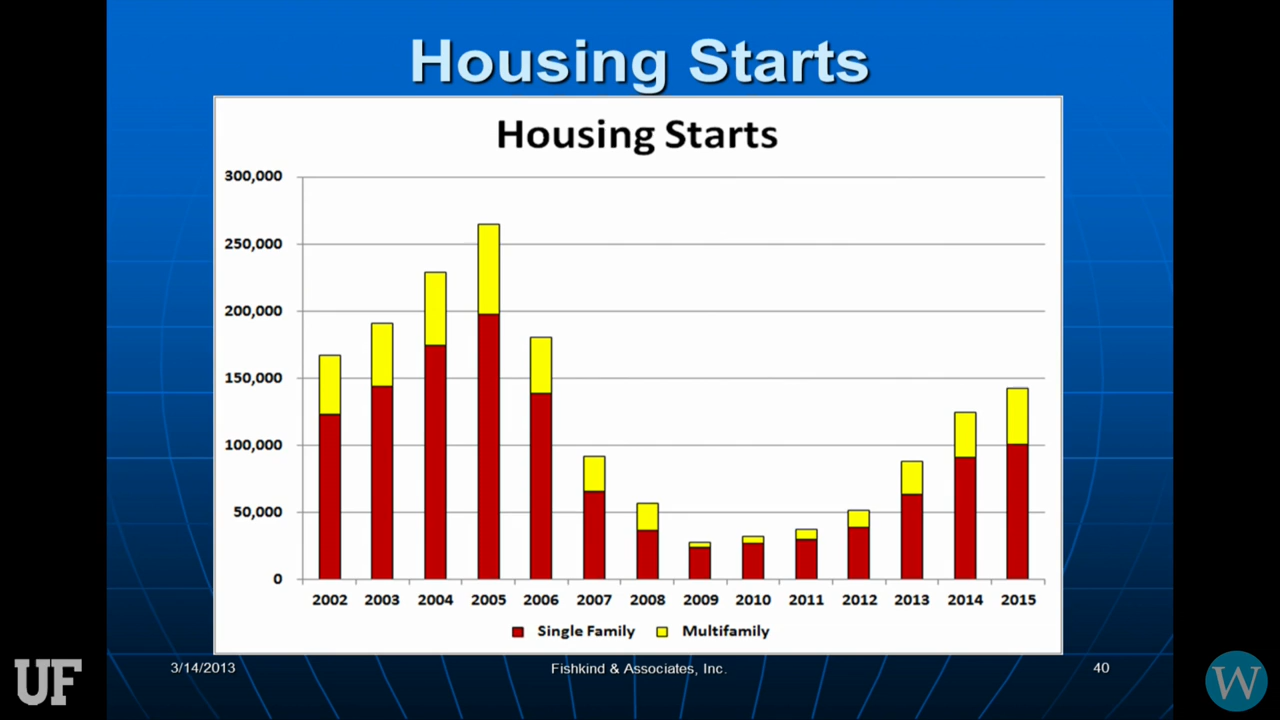 Housing Starts
Housing Starts
300,000
250,000
200,000
150,000
100,000
50,000
0
2002 2003 2004 2005 2006 2007 2008 2009 2010 2011 2012 2013 2014 2015
Single Family Multifamily
3/14/2013 Fishkind & Associates, Inc. 40
UF W